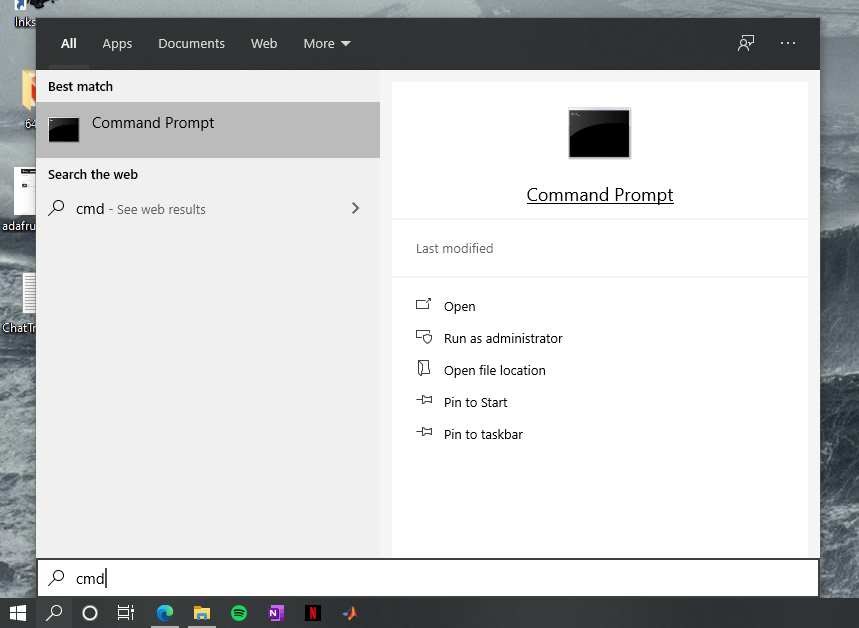 Inks
All Apps Documents Web More
Best match
Command Prompt
Search the web
cmd - See web results
Command Prompt
Last modified
Open
Run as administrator
Open file location
Pin to Start
Pin to taskbar
64
adafru
ChatTr
cmd
N
N